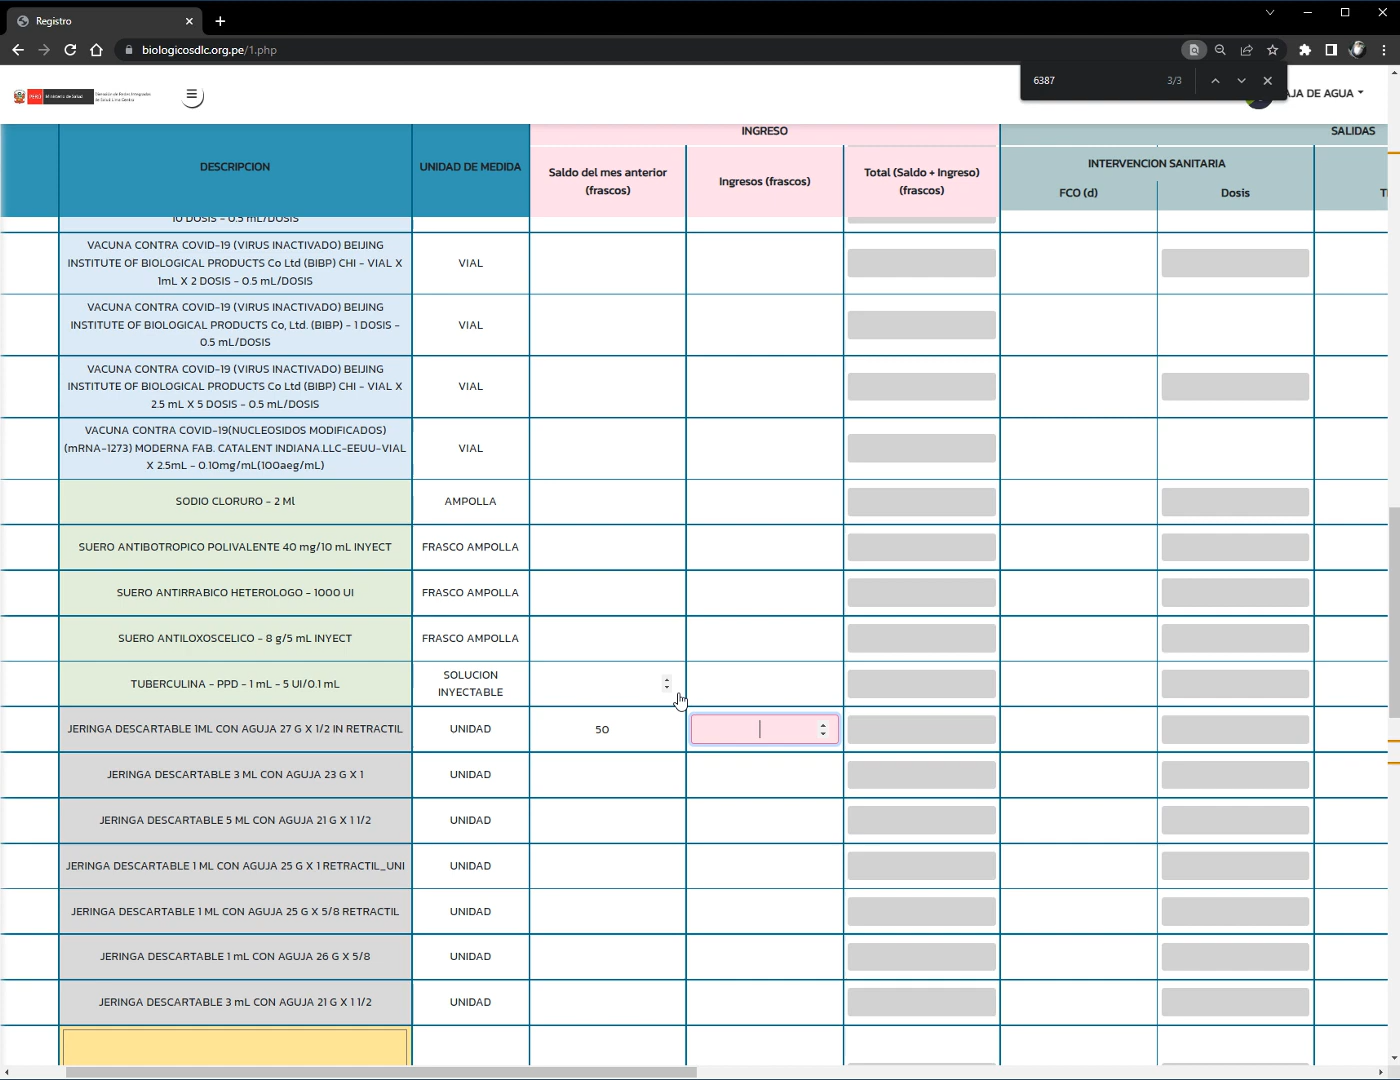 Registro
biologicosdlc.org.pe/1.php
6387
3/3
PERÚ Ministerio de Salud
AJA DE AGUA
INGRESO
SALIDAS
DESCRIPCION
UNIDAD DE MEDIDA
Saldo del mes anterior
(frascos)
Ingresos (frascos)
Total (Saldo + Ingreso)
(frascos)
INTERVENCION SANITARIA
FCO (d)
Dosis
10 DOSIS - 0.5 mL/DOSIS
VACUNA CONTRA COVID-19 (VIRUS INACTIVADO) BEIJING
INSTITUTE OF BIOLOGICAL PRODUCTS Co Ltd (BIBP) CHI - VIAL X
1mL X 2 DOSIS - 0.5 mL/DOSIS
VIAL
VACUNA CONTRA COVID-19 (VIRUS INACTIVADO) BEIJING
INSTITUTE OF BIOLOGICAL PRODUCTS Co, Ltd. (BIBP) - 1 DOSIS -
0.5 mL/DOSIS
VIAL
VACUNA CONTRA COVID-19 (VIRUS INACTIVADO) BEIJING
INSTITUTE OF BIOLOGICAL PRODUCTS Co Ltd (BIBP) CHI - VIAL X
2.5 mL X 5 DOSIS - 0.5 mL/DOSIS
VIAL
VACUNA CONTRA COVID-19(NUCLEOSIDOS MODIFICADOS)
(mRNA-1273) MODERNA FAB. CATALENT INDIANA.LLC-EEUU-VIAL
X 2.5mL - 0.10mg/mL(100aeg/mL)
VIAL
SODIO CLORURO - 2 Ml
AMPOLLA
SUERO ANTIBOTROPICO POLIVALENTE 40 mg/10 mL INYECT
FRASCO AMPOLLA
SUERO ANTIRRABICO HETEROLOGO - 1000 UI
FRASCO AMPOLLA
SUERO ANTILOXOSCELICO - 8 g/5 mL INYECT
FRASCO AMPOLLA
TUBERCULINA - PPD - 1 mL - 5 UI/0.1 mL
SOLUCION
INYECTABLE
JERINGA DESCARTABLE 1ML CON AGUJA 27 G X 1/2 IN RETRACTIL
UNIDAD
50
JERINGA DESCARTABLE 3 ML CON AGUJA 23 G X 1
UNIDAD
JERINGA DESCARTABLE 5 ML CON AGUJA 21 G X 1 1/2
UNIDAD
JERINGA DESCARTABLE 1 ML CON AGUJA 25 G X 1 RETRACTIL_UNI
UNIDAD
JERINGA DESCARTABLE 1 ML CON AGUJA 25 G X 5/8 RETRACTIL
UNIDAD
JERINGA DESCARTABLE 1 mL CON AGUJA 26 G X 5/8
UNIDAD
JERINGA DESCARTABLE 3 mL CON AGUJA 21 G X 1 1/2
UNIDAD